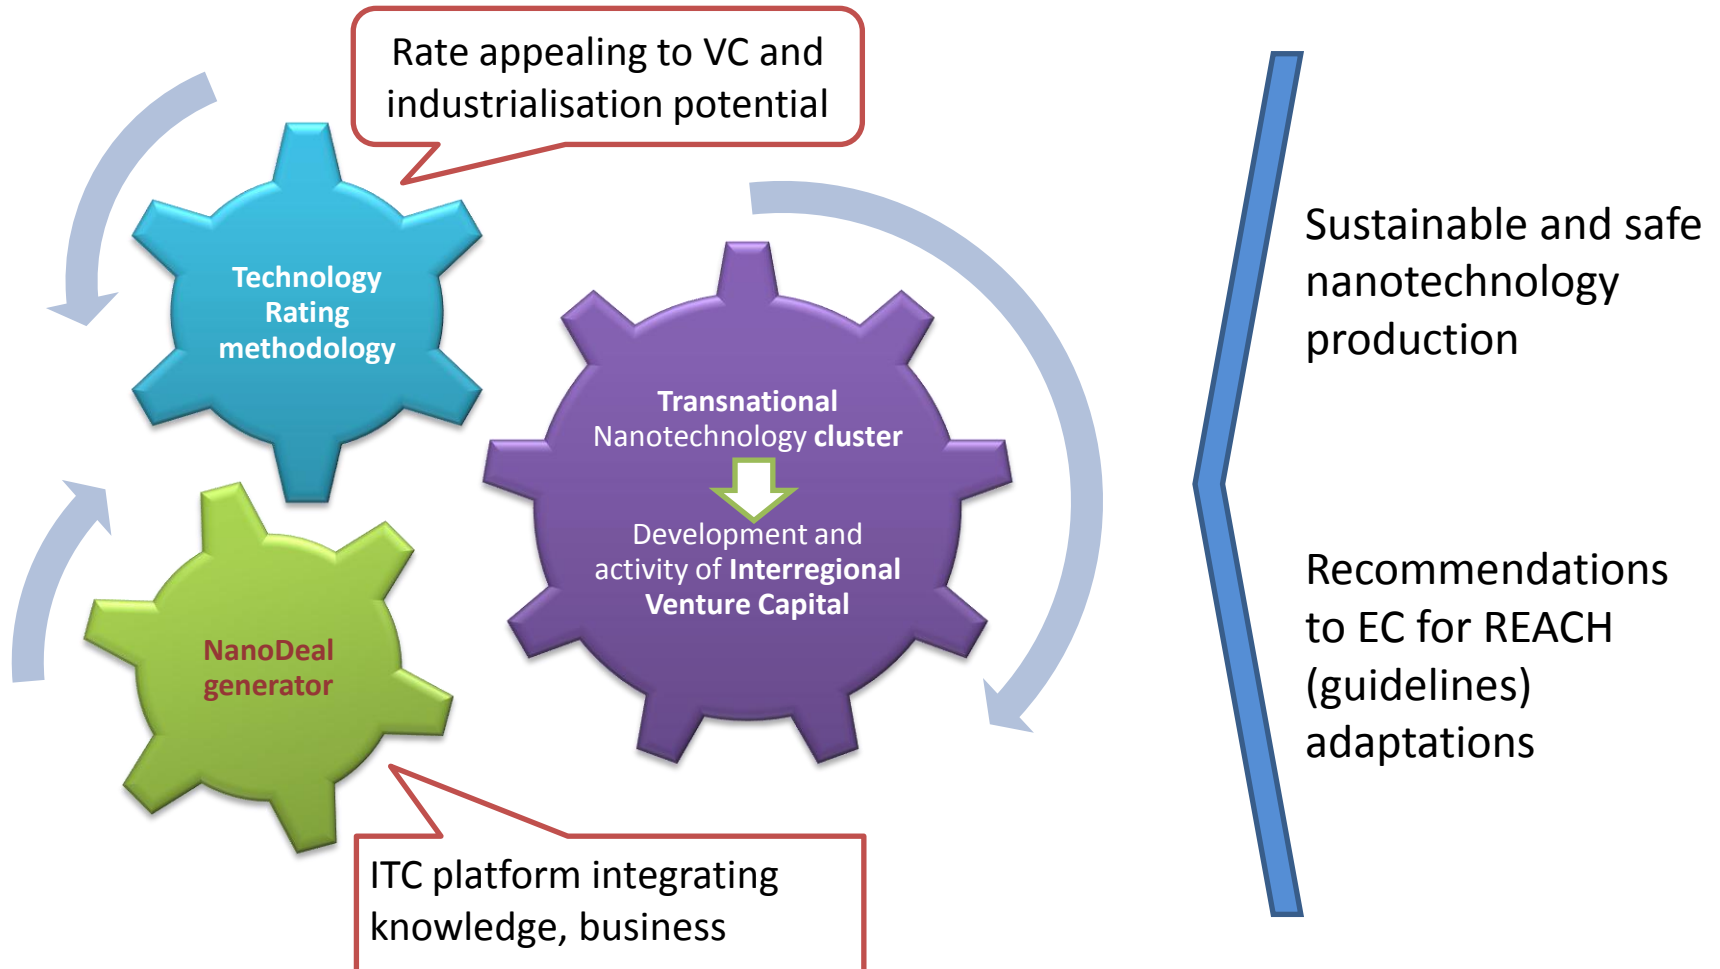 Rate appealing to VC and
industrialisation potential
Technology
Rating
methodology
Transnational
Nanotechnology cluster
Development and
activity of Interregional
Venture Capital
NanoDeal
generator
ITC platform integrating
knowledge, business
Sustainable and safe
nanotechnology
production
Recommendations
to EC for REACH
(guidelines)
adaptations